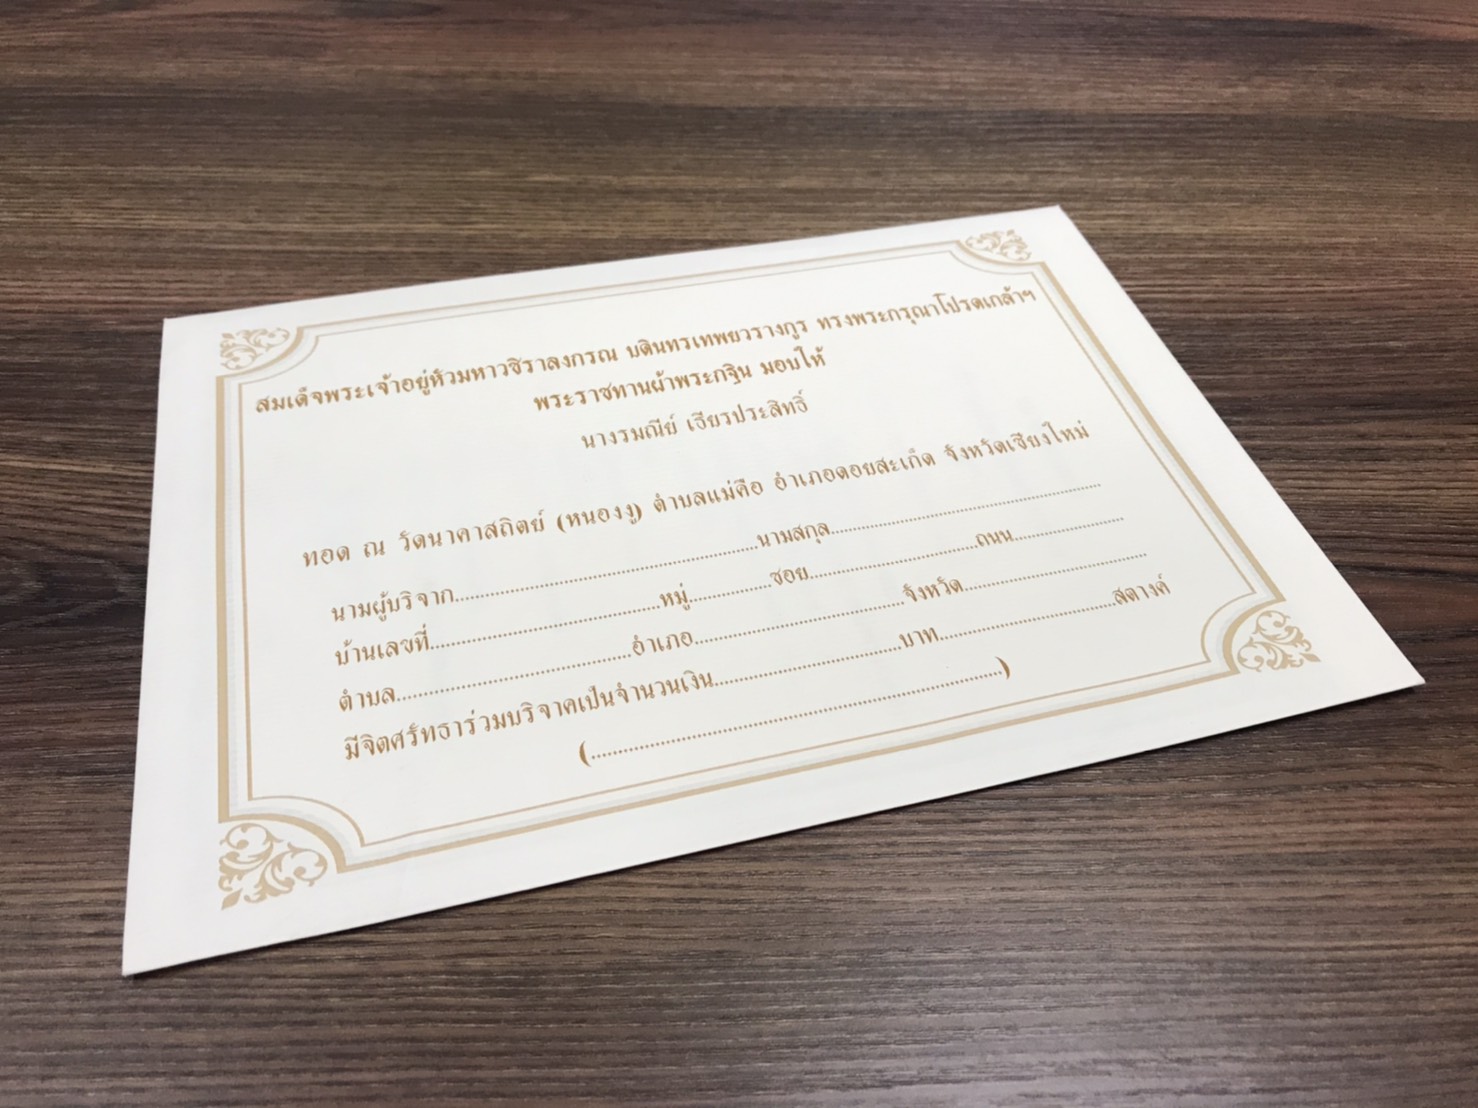 สมเด็จพระเจ้าอยู่หัวมหาวชิราลงกรณ บดินทรเทพยวรางกูร ทรงพระกรุณาโปรดเกล้าฯ
พระราชทานผ้าพระกฐิน มอบให้
นางรมณีย์ เธียรประสิทธิ์
ทอด ณ วัดนาคาสถิตย์ (หนองงู) ตำบลแม่คือ อำเภอดอยสะเก็ด จังหวัดเชียงใหม่
นามผู้บริจาก..............................นามสกุล..............................
บ้านเลขที่..............................หมู่..............ซอย..............................ถนน....................
ตำบล..............................อำเภอ..............................จังหวัด..............................
มีจิตศรัทธาร่วมบริจาคเป็นจำนวนเงิน..............................บาท..............................สตางค์
(............................................................)